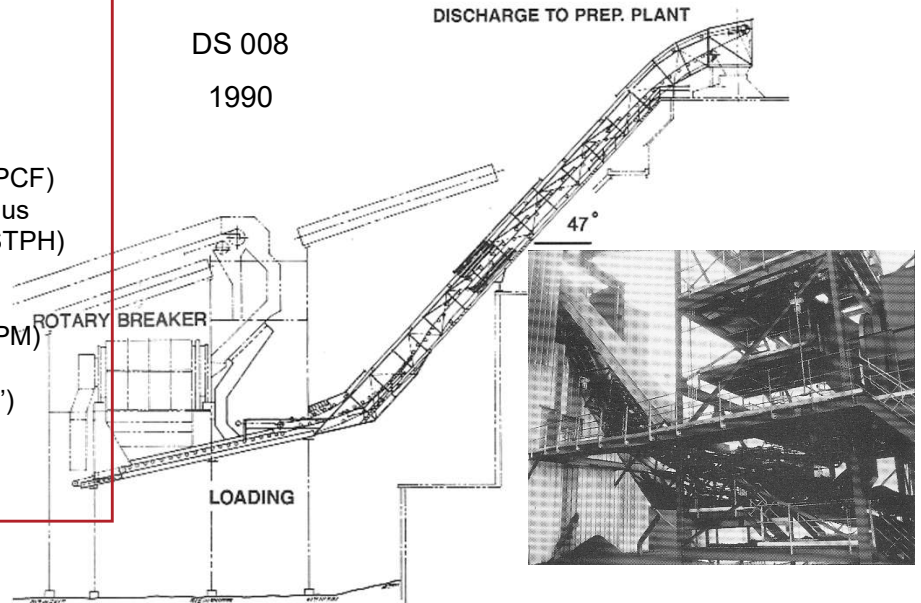 DISCHARGE TO PREP. PLANT
DS 008
1990
PCF)
us
STPH)
47°
ROTARY BREAKER
PM)
')
LOADING